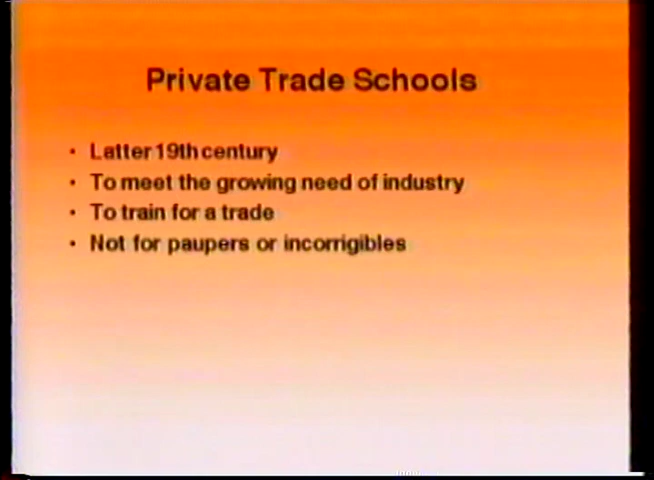 Private Trade Schools
• Latter 19th century
• To meet the growing need of industry
• To train for a trade
• Not for paupers or incorrigibles